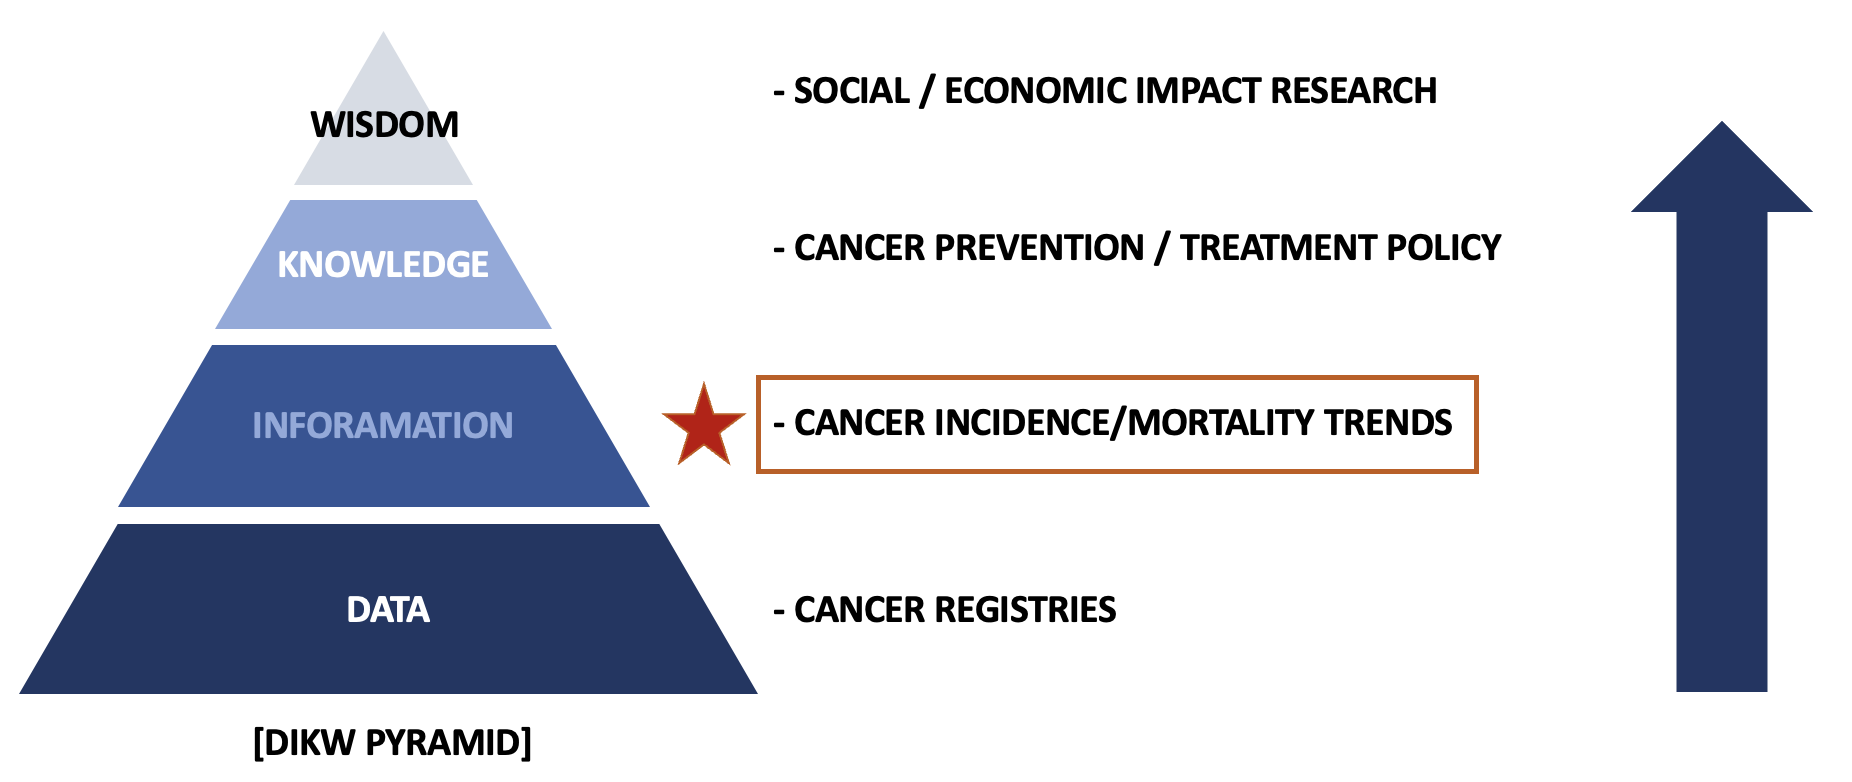 WISDOM
- SOCIAL / ECONOMIC IMPACT RESEARCH
KNOWLEDGE
- CANCER PREVENTION / TREATMENT POLICY
INFORAMATION
- CANCER INCIDENCE/MORTALITY TRENDS
DATA
- CANCER REGISTRIES
[DIKW PYRAMID]